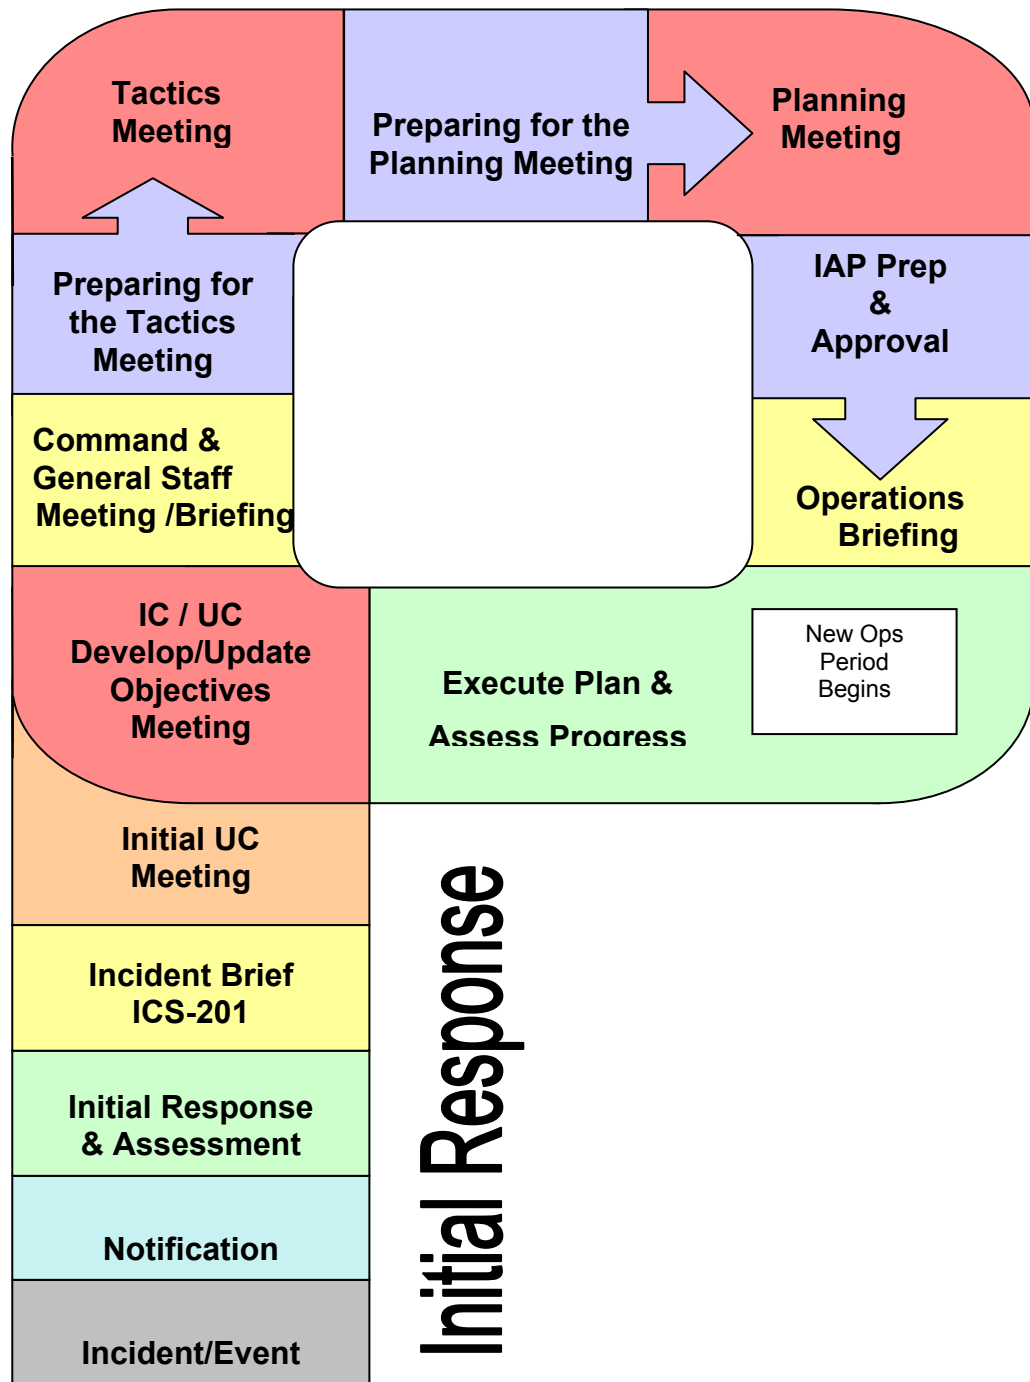 Tactics
Meeting
Preparing for the
Planning Meeting
Planning
Meeting
Preparing for
the Tactics
Meeting
IAP Prep
&
Approval
Command &
General Staff
Meeting /Briefing
Operations
Briefing
IC / UC
Develop/Update
Objectives
Meeting
Execute Plan &
Assess Progress
New Ops
Period
Begins
Initial UC
Meeting
Incident Brief
ICS-201
Initial Response
& Assessment
Notification
Incident/Event
Initial Response